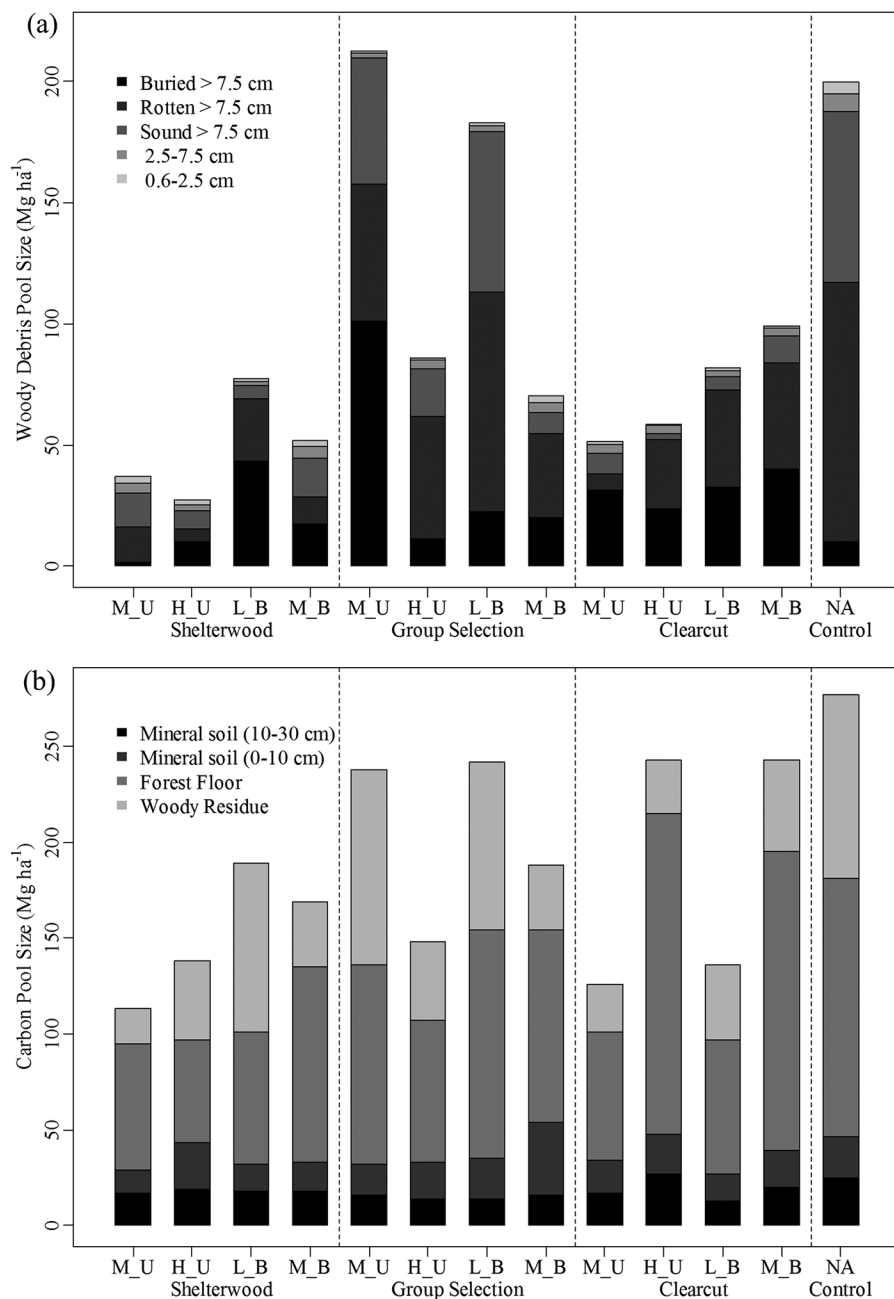 (a)
Buried > 7.5 cm
Rotten > 7.5 cm
Sound > 7.5 cm
2.5-7.5 cm
0.6-2.5 cm
Woody Debris Pool Size (Mg ha⁻¹)
200
150
100
50
0
M_U H_U L_B M_B M_U H_U L_B M_B M_U H_U L_B M_B NA
Shelterwood Group Selection Clearcut Control
(b)
Mineral soil (10-30 cm)
Mineral soil (0-10 cm)
Forest Floor
Woody Residue
Carbon Pool Size (Mg ha⁻¹)
250
200
150
100
50
0
M_U H_U L_B M_B M_U H_U L_B M_B M_U H_U L_B M_B NA
Shelterwood Group Selection Clearcut Control